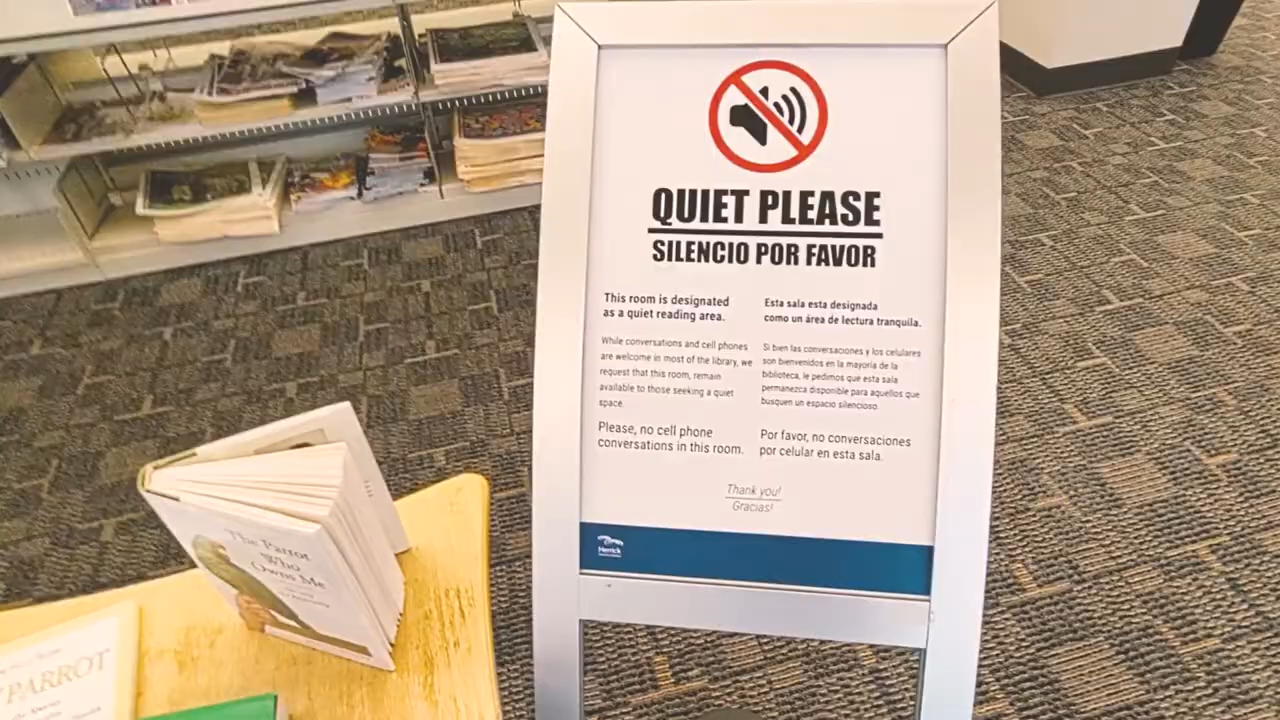 QUIET PLEASE
SILENCIO POR FAVOR
This room is designated
as a quiet reading area.
While conversations and cell phones
are welcome in most of the library, we
request that this room, remain
available to those seeking a quiet
space.
Please, no cell phone
conversations in this room.
Esta sala esta designada
como un área de lectura tranquila.
Si bien las conversaciones y los celulares
son bienvenidos en la mayoria de la
biblioteca, le pedimos que esta sala
permanezca disponible para aquellos que
busquen un espacio silencioso.
Por favor, no conversaciones
por celular en esta sala.
Thank you!
Gracias!
Herrick
The Parrot
Who
Owns Me
PARROT